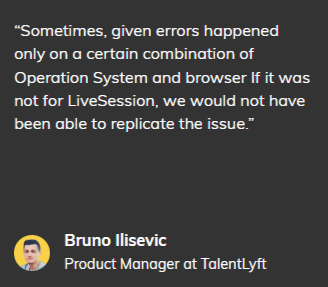 “Sometimes, given errors happened
only on a certain combination of
Operation System and browser If it was
not for LiveSession, we would not have
been able to replicate the issue.”
Bruno Ilisevic
Product Manager at TalentLyft